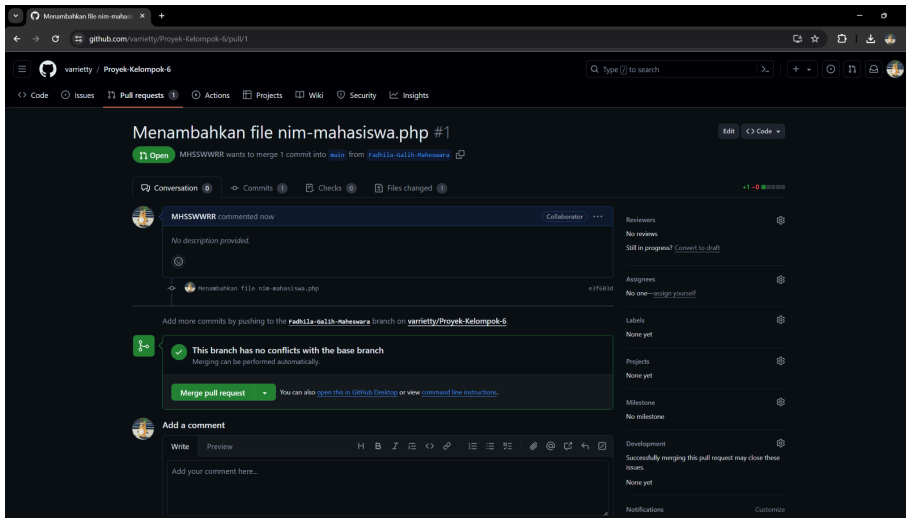 Menambahkan file nim-mahasis
github.com/varrietty/Proyek-Kelompok-6/pull/1
varrietty / Proyek-Kelompok-6
Type / to search
Code
Issues
Pull requests 1
Actions
Projects
Wiki
Security
Insights
Menambahkan file nim-mahasiswa.php #1
Edit
Code
Open
MHSSWWRR wants to merge 1 commit into main from Fadhila-Galih-Maheswara
Conversation 0
Commits 1
Checks 0
Files changed 1
+1 −0
MHSSWWRR commented now
Collaborator
No description provided.
Menambahkan file nim-mahasiswa.php
e3f603d
Add more commits by pushing to the Fadhila-Galih-Maheswara branch on varrietty/Proyek-Kelompok-6.
This branch has no conflicts with the base branch
Merging can be performed automatically.
Merge pull request
You can also open this in GitHub Desktop or view command line instructions.
Add a comment
Write
Preview
Add your comment here...
Reviewers
No reviews
Still in progress? Convert to draft
Assignees
No one—assign yourself
Labels
None yet
Projects
None yet
Milestone
No milestone
Development
Successfully merging this pull request may close these
issues.
None yet
Notifications
Customize